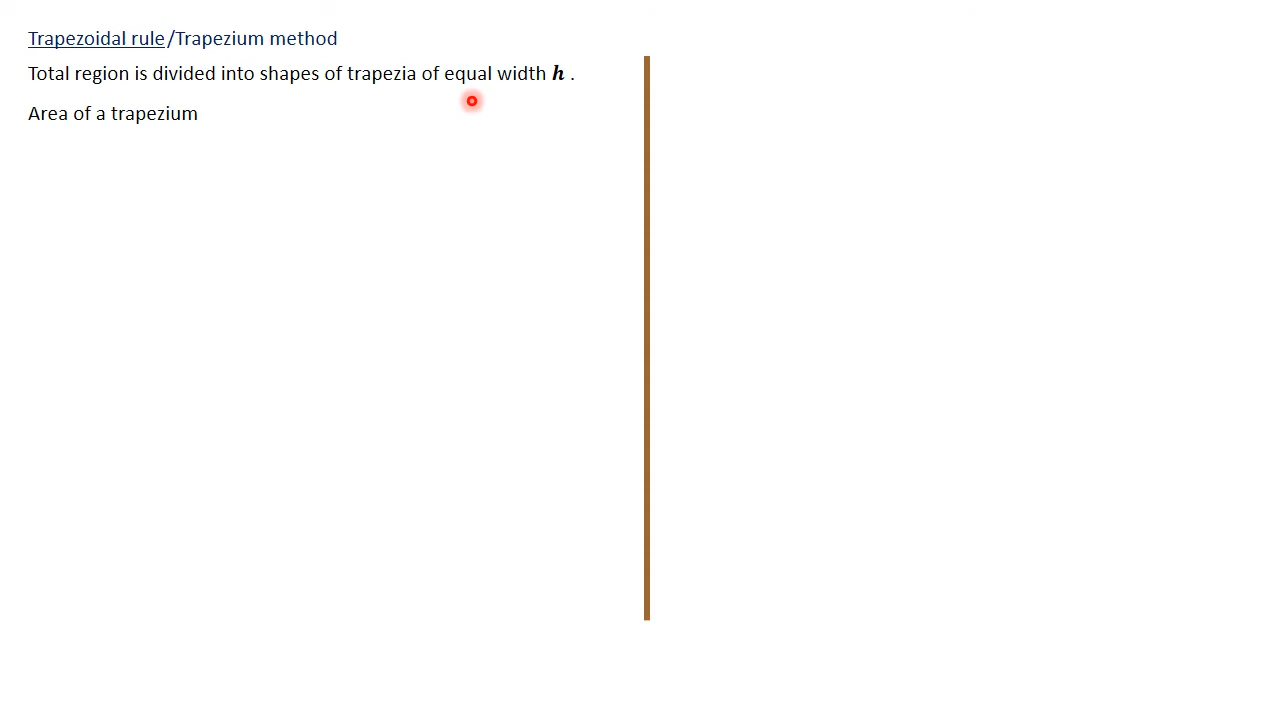 Trapezoidal rule/Trapezium method
Total region is divided into shapes of trapezia of equal width h .
Area of a trapezium